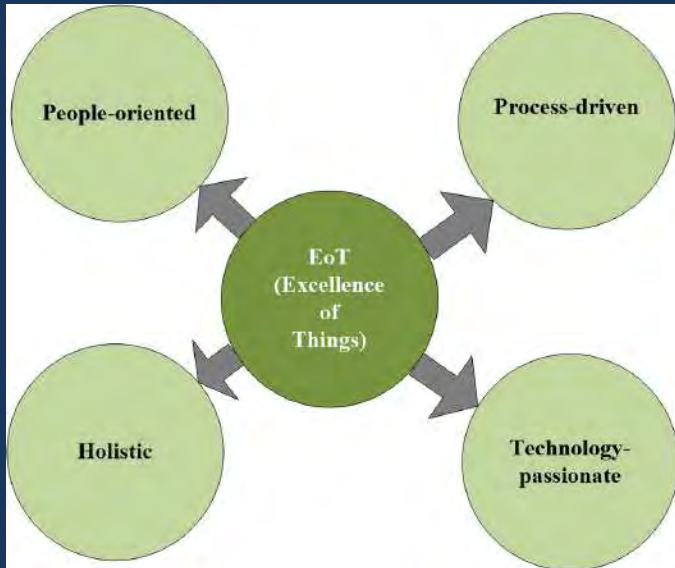 People-oriented
Process-driven
EoT
(Excellence
of
Things)
Holistic
Technology-
passionate